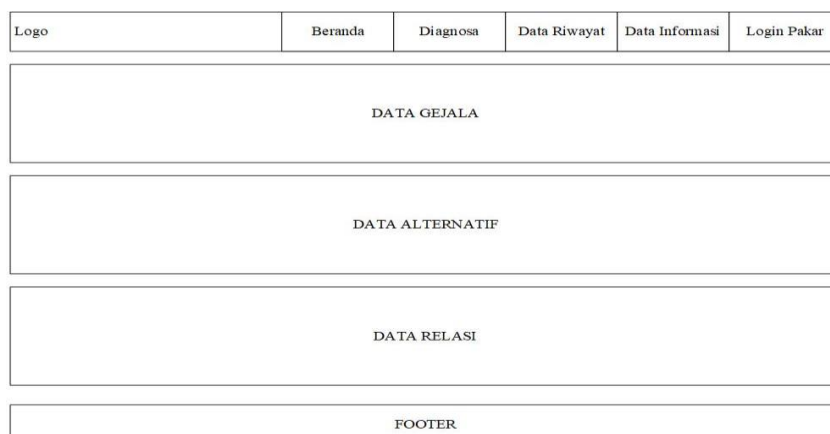 Logo Beranda Diagnosa Data Riwayat Data Informasi Login Pakar
DATA GEJALA
DATA ALTERNATIF
DATA RELASI
FOOTER